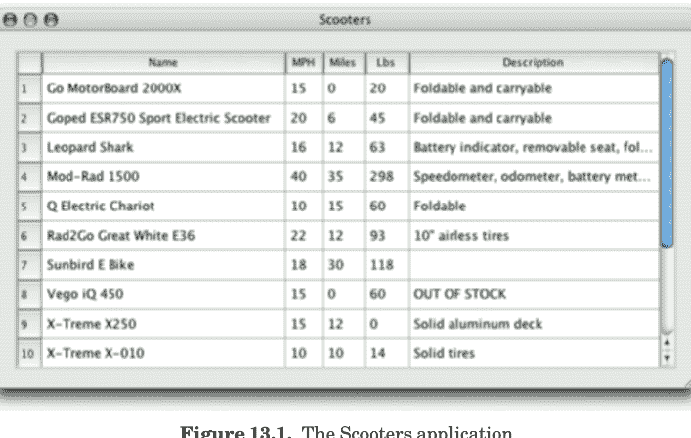 Scooters
Name MPH Miles Lbs Description
1 Go MotorBoard 2000X 15 0 20 Foldable and carryable
2 Goped ESR750 Sport Electric Scooter 20 6 45 Foldable and carryable
3 Leopard Shark 16 12 63 Battery indicator, removable seat, fol...
4 Mod-Rad 1500 40 35 298 Speedometer, odometer, battery met...
5 Q Electric Chariot 10 15 60 Foldable
6 Rad2Go Great White E36 22 12 93 10" airless tires
7 Sunbird E Bike 18 30 118
8 Vego iQ 450 15 0 60 OUT OF STOCK
9 X-Treme X250 15 12 0 Solid aluminum deck
10 X-Treme X-010 10 10 14 Solid tires
Figure 13.1. The Scooters application